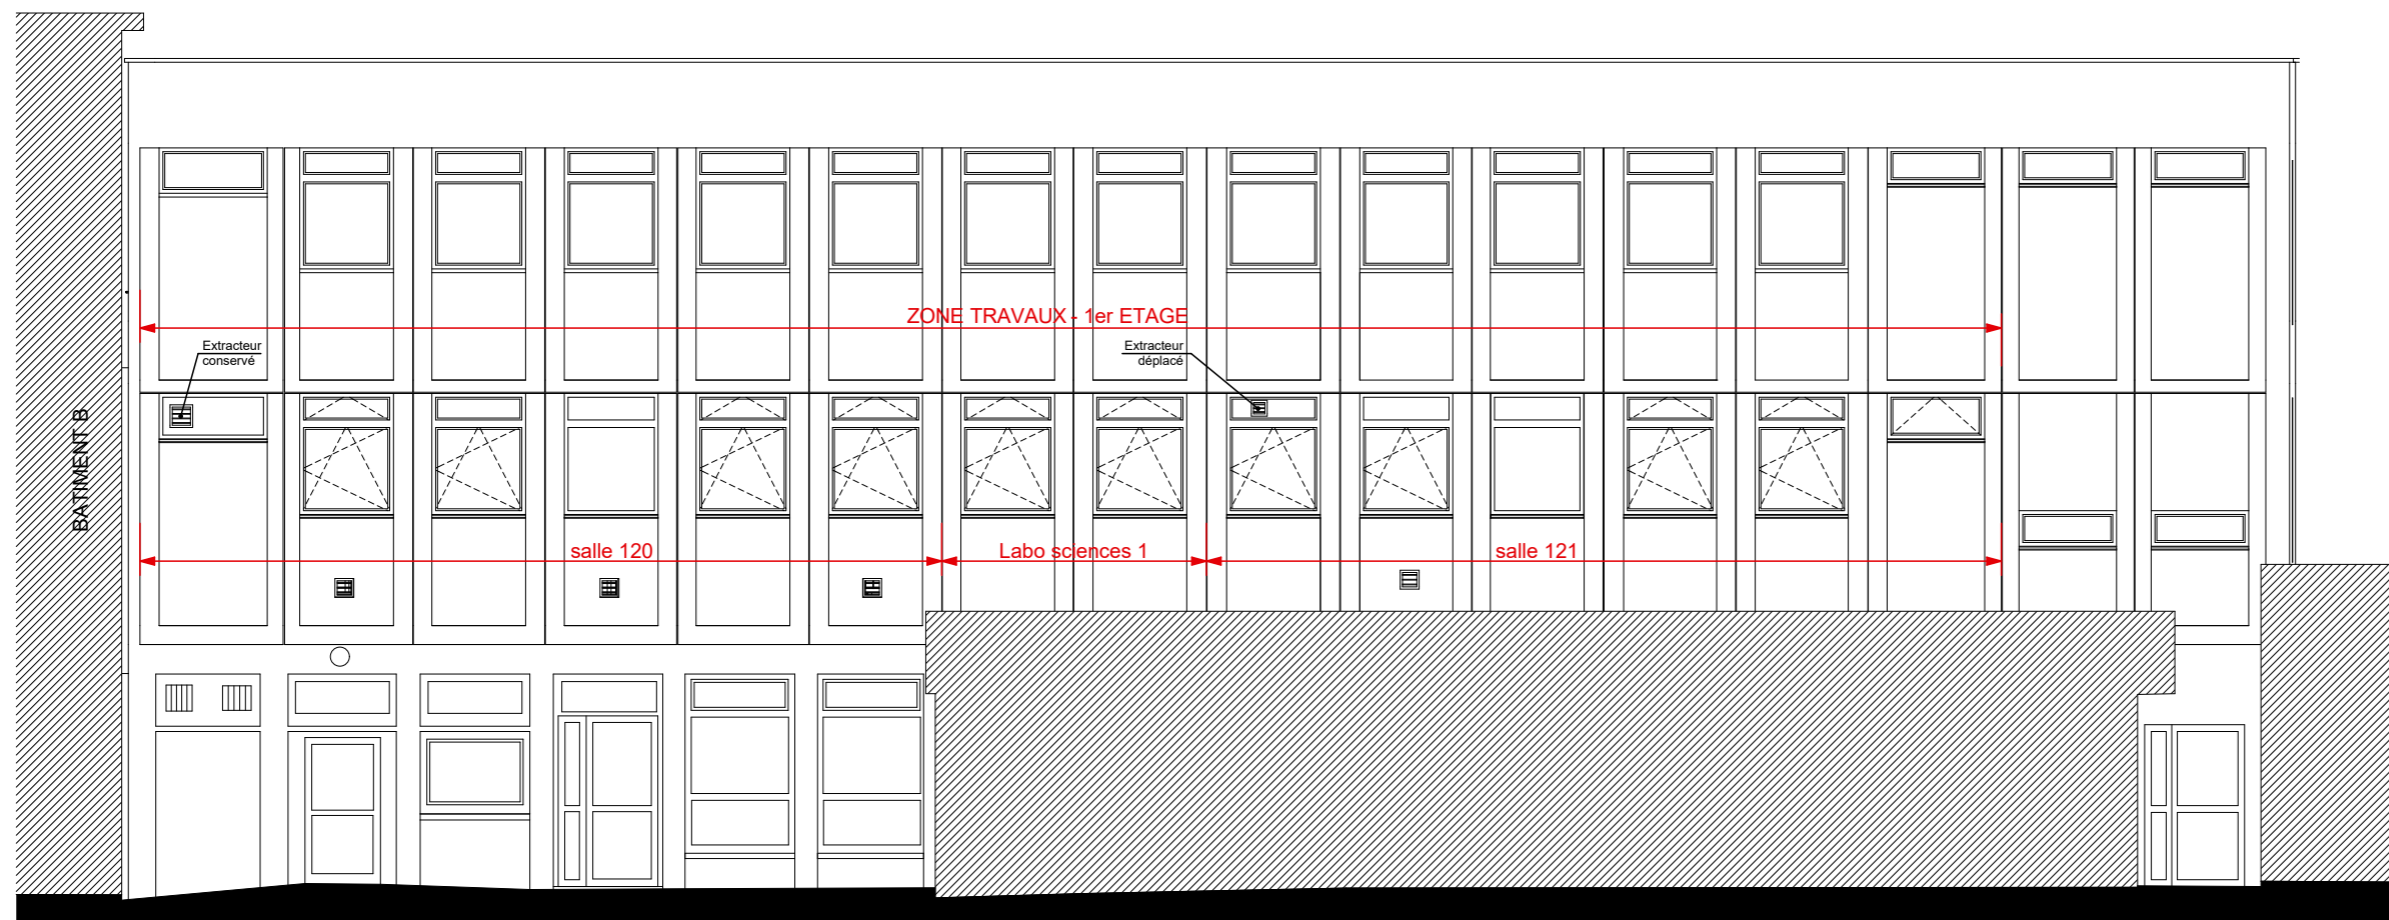 ZONE TRAVAUX - 1er ETAGE
Extracteur
conservé
Extracteur
déplacé
BATIMENT B
salle 120
Labo sciences 1
salle 121